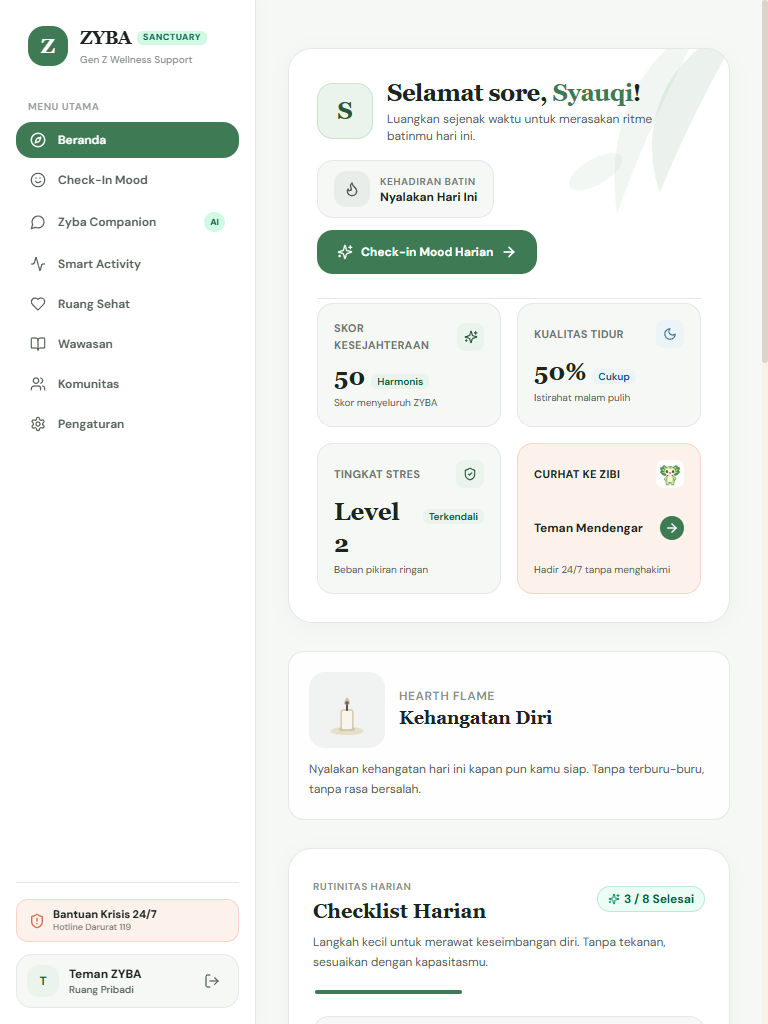 Z
ZYBA SANCTUARY
Gen Z Wellness Support
MENU UTAMA
Beranda
Check-In Mood
Zyba Companion AI
Smart Activity
Ruang Sehat
Wawasan
Komunitas
Pengaturan
Bantuan Krisis 24/7
Hotline Darurat 119
T
Teman ZYBA
Ruang Pribadi
S
Selamat sore, Syauqi!
Luangkan sejenak waktu untuk merasakan ritme
batinmu hari ini.
KEHADIRAN BATIN
Nyalakan Hari Ini
Check-in Mood Harian
SKOR
KESEJAHTERAAN
50 Harmonis
Skor menyeluruh ZYBA
KUALITAS TIDUR
50% Cukup
Istirahat malam pulih
TINGKAT STRES
Level
2
Terkendali
Beban pikiran ringan
CURHAT KE ZIBI
Teman Mendengar
Hadir 24/7 tanpa menghakimi
HEARTH FLAME
Kehangatan Diri
Nyalakan kehangatan hari ini kapan pun kamu siap. Tanpa terburu-buru,
tanpa rasa bersalah.
RUTINITAS HARIAN
Checklist Harian
3 / 8 Selesai
Langkah kecil untuk merawat keseimbangan diri. Tanpa tekanan,
sesuaikan dengan kapasitasmu.